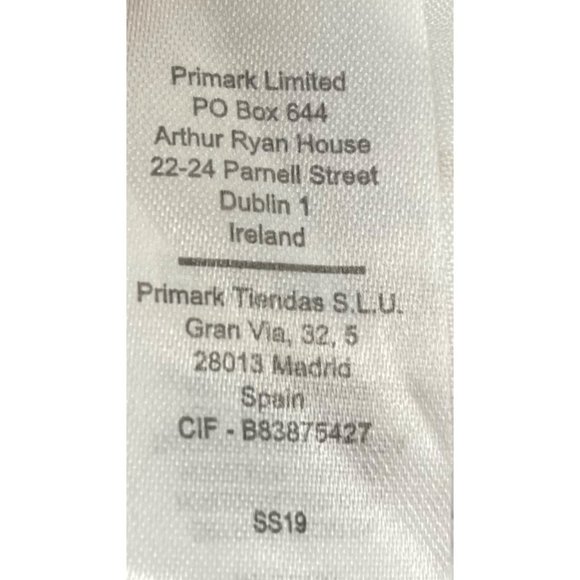 Primark Limited
PO Box 644
Arthur Ryan House
22-24 Parnell Street
Dublin 1
Ireland
Primark Tiendas S.L.U.
Gran Via, 32, 5
28013 Madrid
Spain
CIF - B83875427
SS19